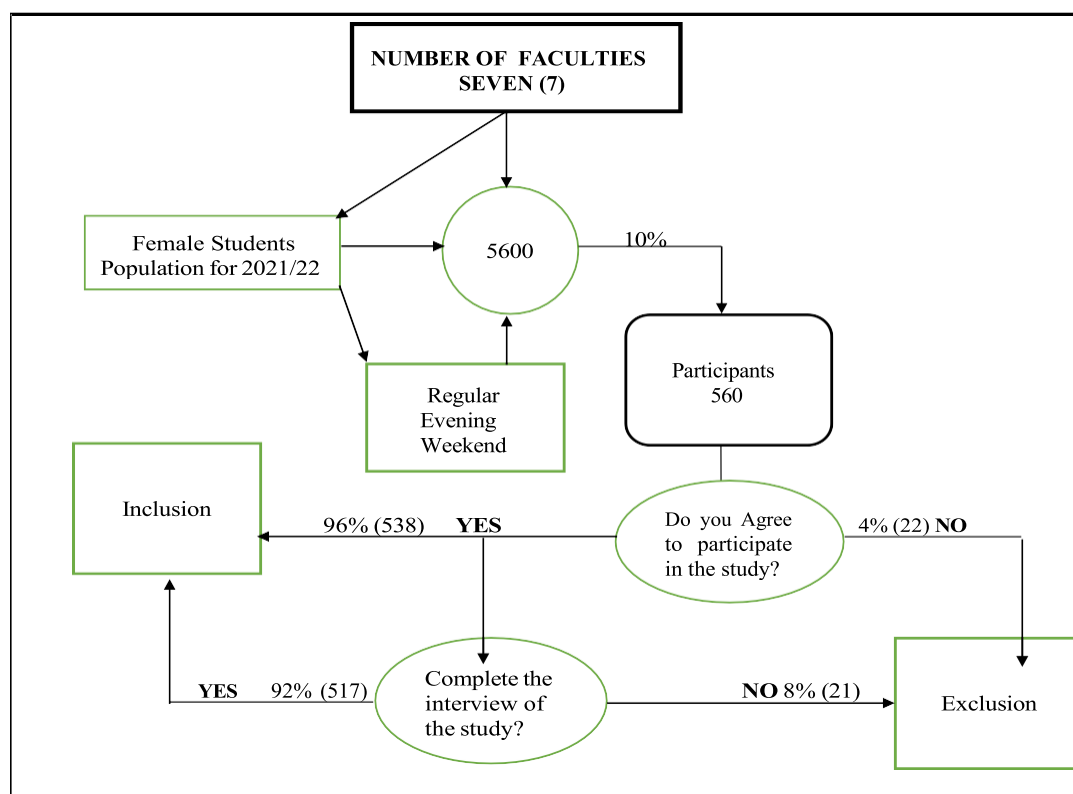 NUMBER OF FACULTIES
SEVEN (7)
Female Students
Population for 2021/22
5600
10%
Regular
Evening
Weekend
Participants
560
Inclusion
96% (538) YES
Do you Agree
to participate
in the study?
4% (22) NO
YES 92% (517)
Complete the
interview of
the study?
NO 8% (21)
Exclusion